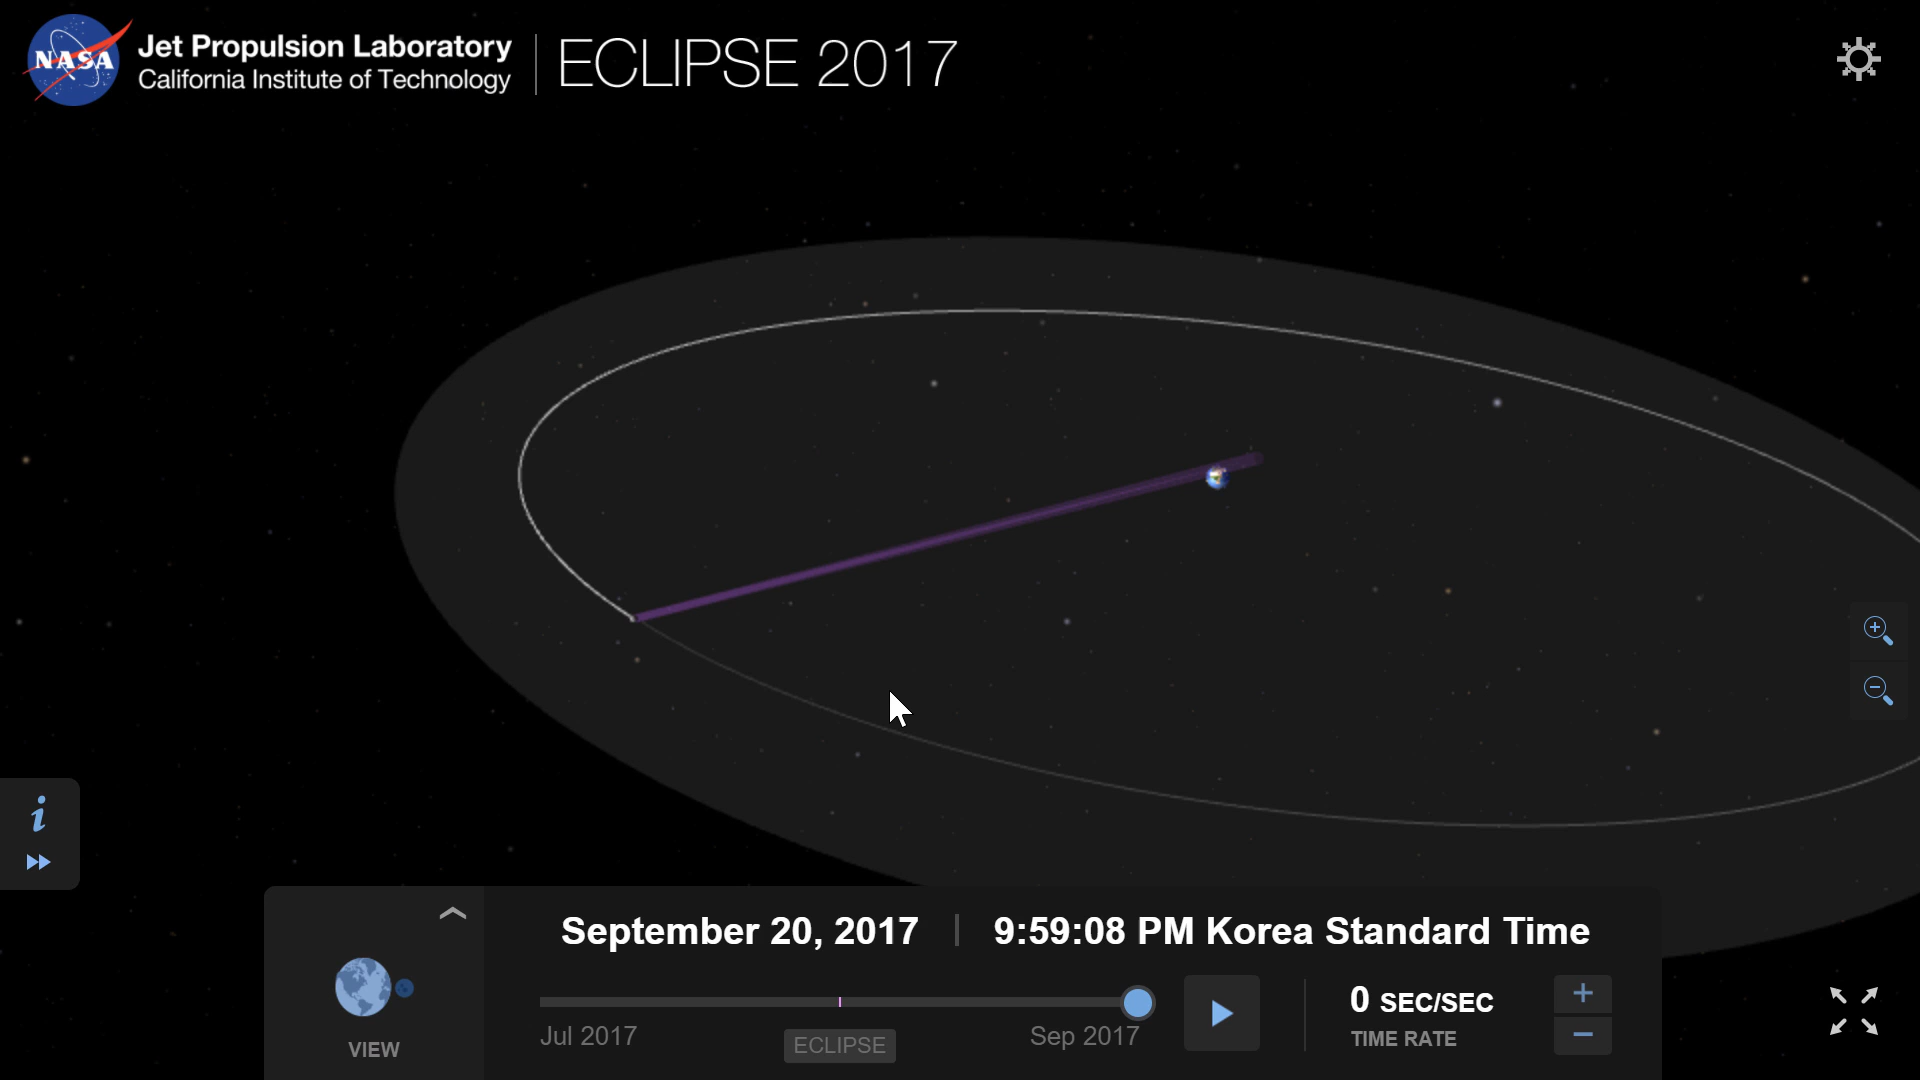 NASA
Jet Propulsion Laboratory
California Institute of Technology
ECLIPSE 2017
i
September 20, 2017
9:59:08 PM Korea Standard Time
Jul 2017
ECLIPSE
Sep 2017
0 SEC/SEC
TIME RATE
VIEW